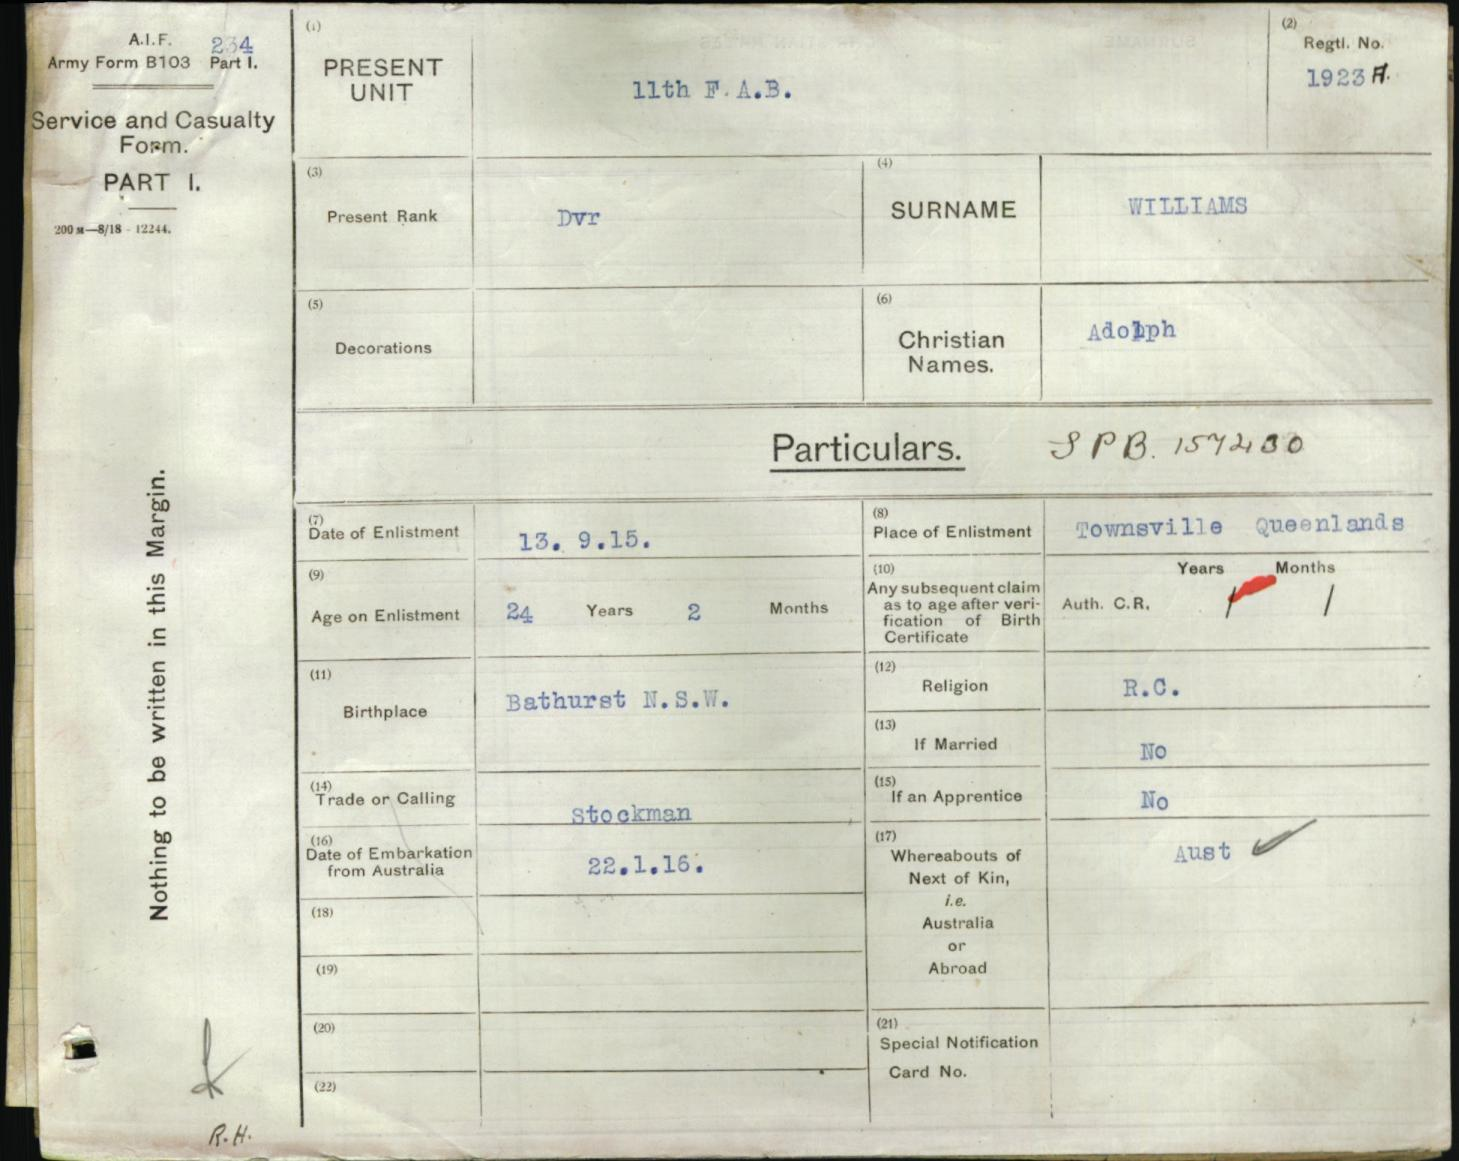 A.I.F. 234
Army Form B103 Part I.
Service and Casualty
Form.
PART I.
200 M—8/18 - 12244.
Nothing to be written in this Margin.
R.H.
(1)
PRESENT
UNIT
11th F.A.B.
(2)
Regtl. No.
1923 A.
(3)
Present Rank
Dvr
(4)
SURNAME
WILLIAMS
(5)
Decorations
(6)
Christian
Names.
Adolph
Particulars. SPB. 157230
(7)
Date of Enlistment
13. 9.15.
(8)
Place of Enlistment
Townsville Queenlands
(9)
Age on Enlistment
24 Years 2 Months
(10)
Any subsequent claim
as to age after veri-
fication of Birth
Certificate
Years Months
Auth. C.R. / /
(11)
Birthplace
Bathurst N.S.W.
(12)
Religion
R.C.
(13)
If Married
No
(14)
Trade or Calling
Stockman
(15)
If an Apprentice
No
(16)
Date of Embarkation
from Australia
22.1.16.
(17)
Whereabouts of
Next of Kin,
i.e.
Australia
or
Abroad
Aust
(18)
(19)
(20)
(21)
Special Notification
Card No.
(22)